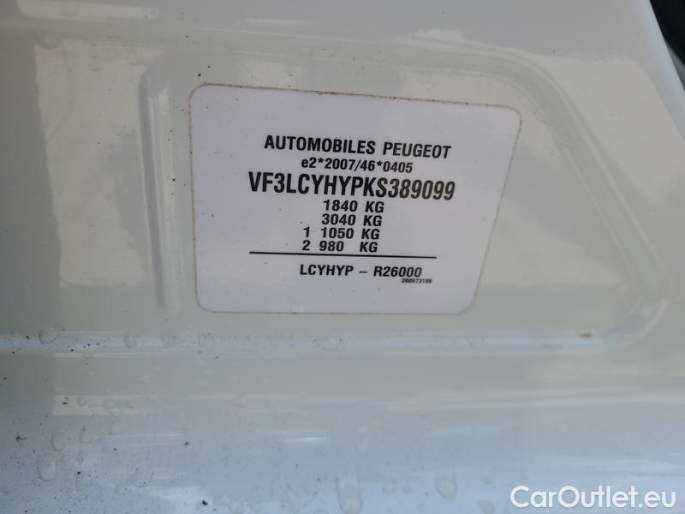 AUTOMOBILES PEUGEOT
e2*2007/46*0405
VF3LCYHYPKS389099
1840 KG
3040 KG
1 1050 KG
2 980 KG
LCYHYP – R26000
CarOutlet.eu